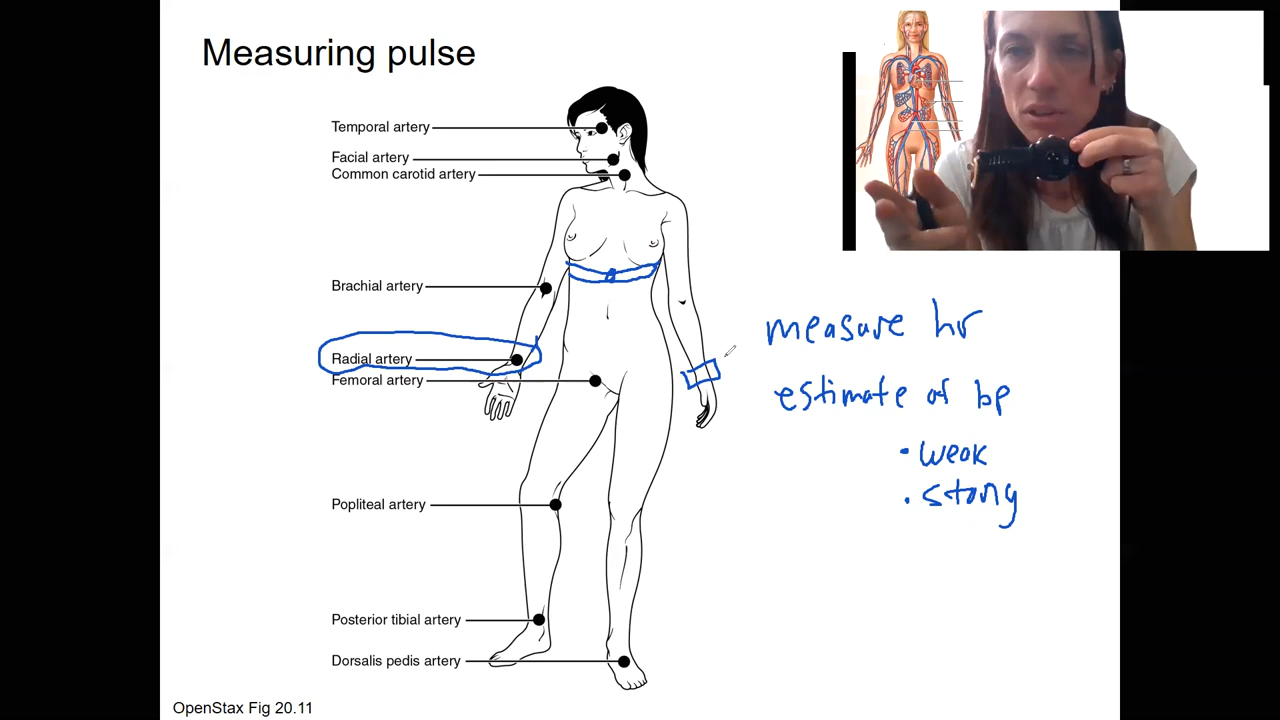 Measuring pulse
Temporal artery
Facial artery
Common carotid artery
Brachial artery
Radial artery
Femoral artery
Popliteal artery
Posterior tibial artery
Dorsalis pedis artery
measure hr
estimate of bp
• weak
• stong
OpenStax Fig 20.11